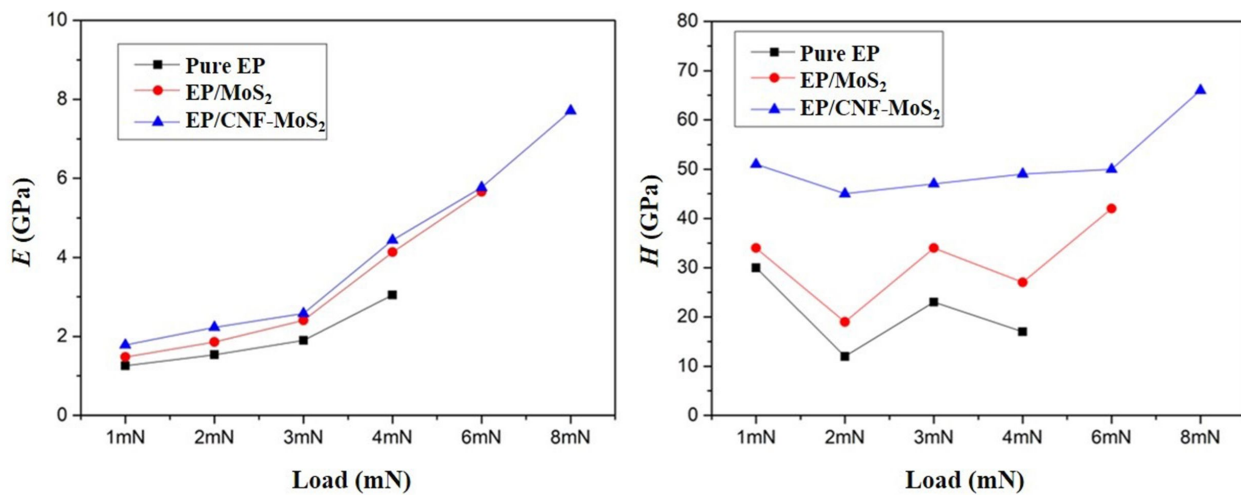 10
8
6
4
2
0
E (GPa)
Pure EP
EP/MoS₂
EP/CNF-MoS₂
1mN 2mN 3mN 4mN 6mN 8mN
Load (mN)
80
70
60
50
40
30
20
10
0
H (GPa)
Pure EP
EP/MoS₂
EP/CNF-MoS₂
1mN 2mN 3mN 4mN 6mN 8mN
Load (mN)